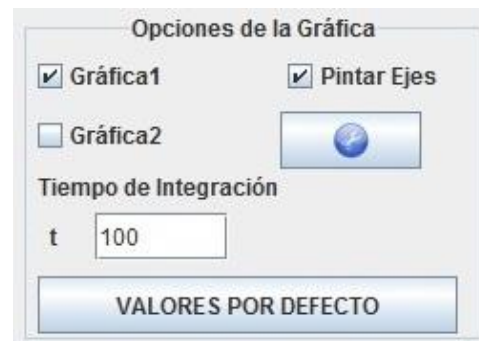 Opciones de la Gráfica
Gráfica1
Pintar Ejes
Gráfica2
Tiempo de Integración
t 100
VALORES POR DEFECTO